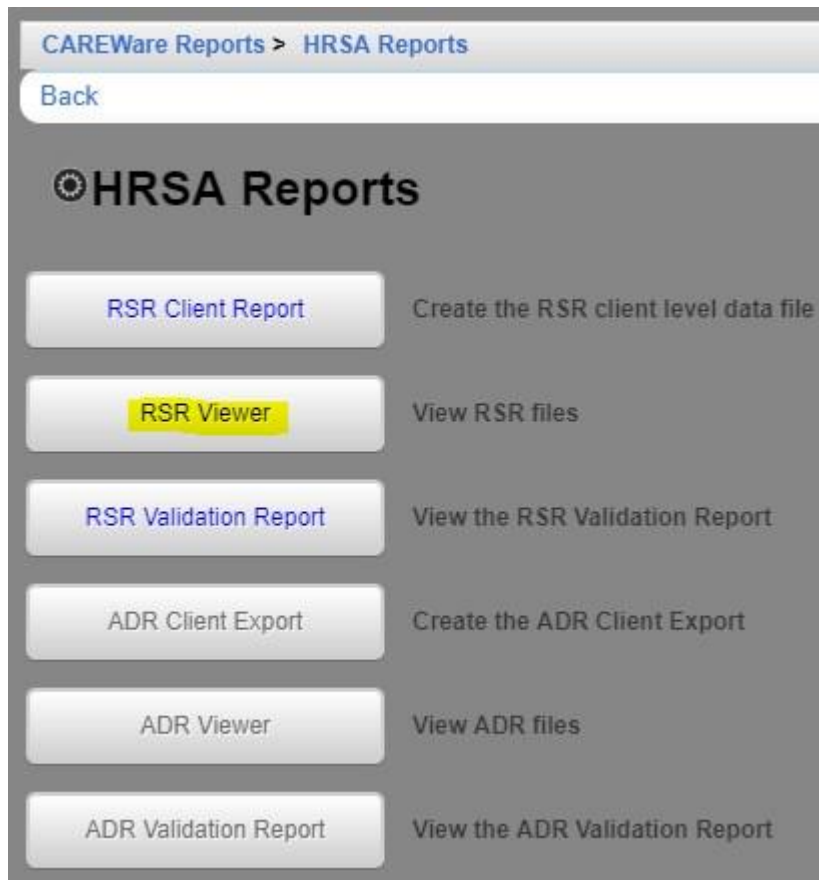 CAREWare Reports > HRSA Reports
Back
HRSA Reports
RSR Client Report Create the RSR client level data file
RSR Viewer View RSR files
RSR Validation Report View the RSR Validation Report
ADR Client Export Create the ADR Client Export
ADR Viewer View ADR files
ADR Validation Report View the ADR Validation Report